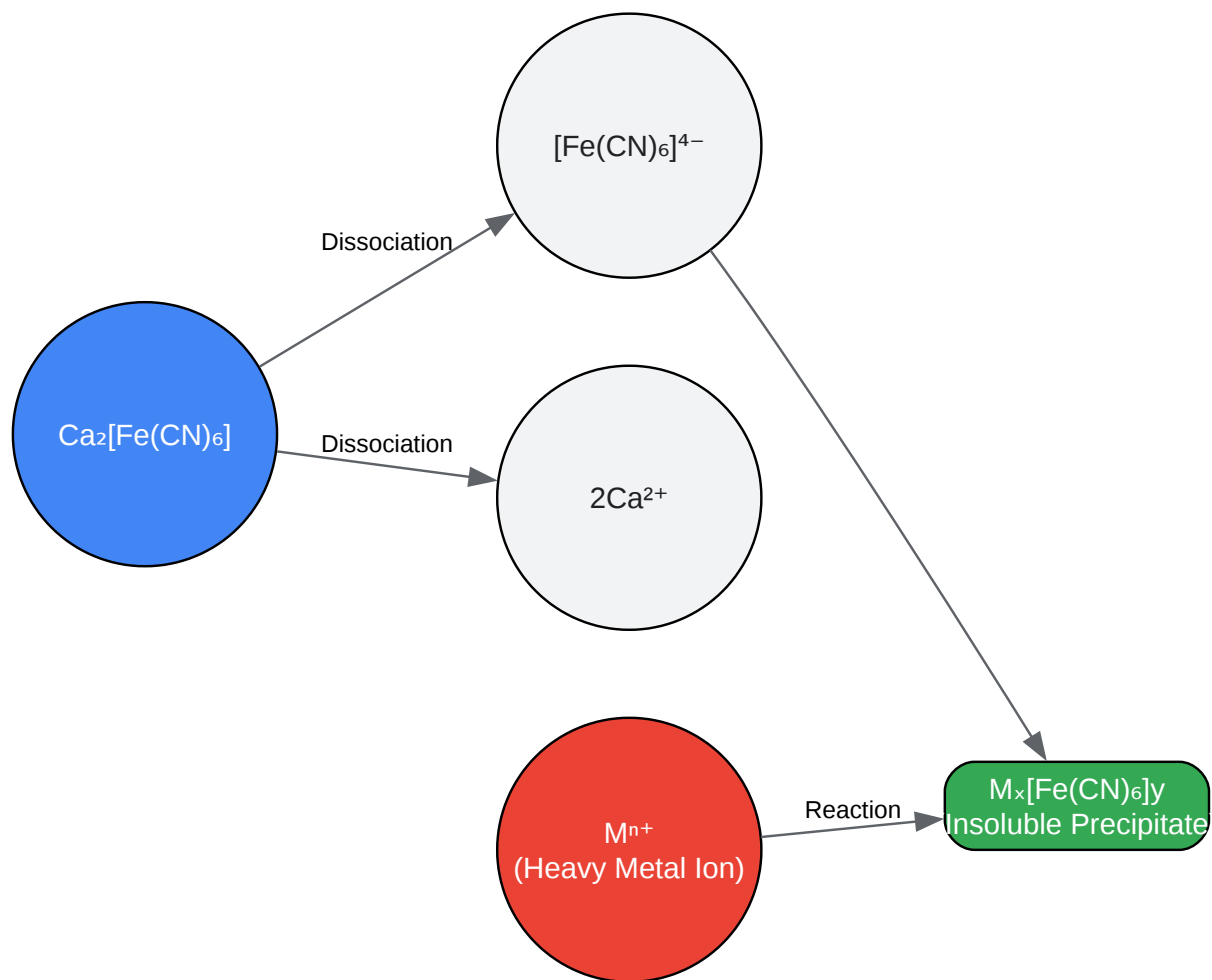 [Fe(CN)₆]⁴⁻
Dissociation
Ca₂[Fe(CN)₆]
Dissociation
2Ca²⁺
Mₓ[Fe(CN)₆]y
Insoluble Precipitate
Reaction
Mⁿ⁺
(Heavy Metal Ion)